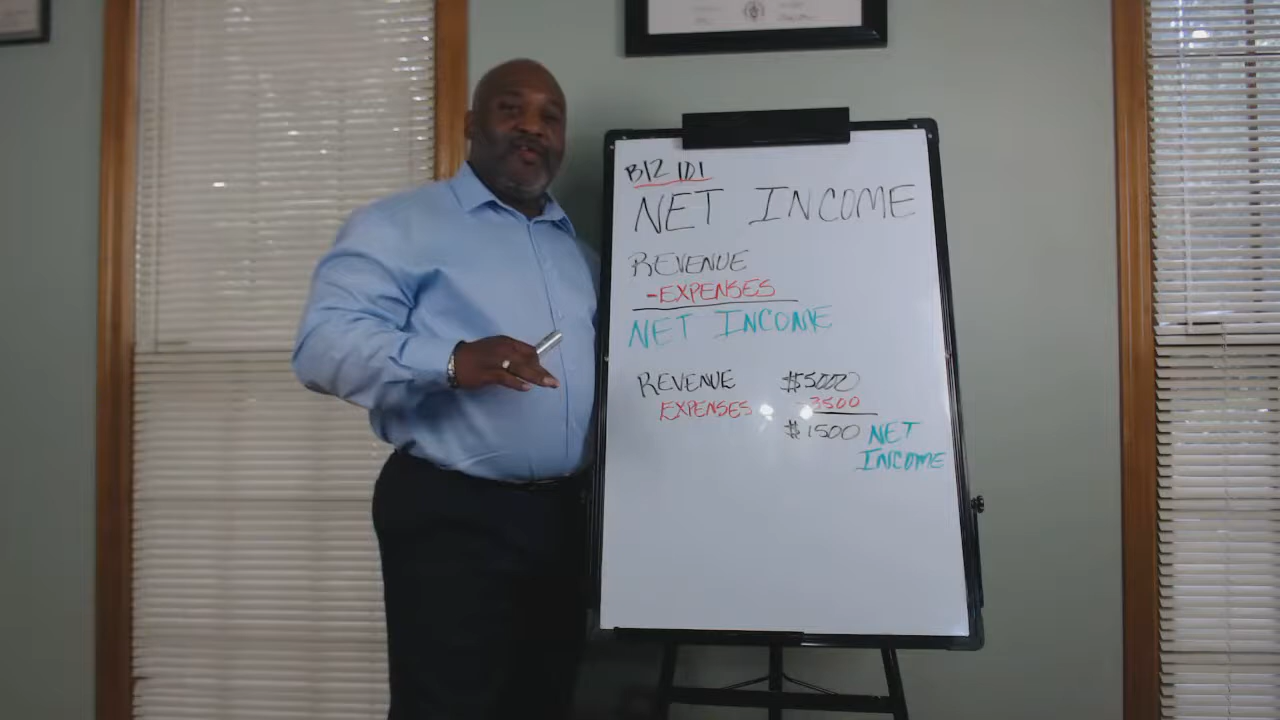 BIZ 101
NET INCOME
REVENUE
-EXPENSES
NET INCOME
REVENUE $5000
EXPENSES -3500
$1500 NET
INCOME